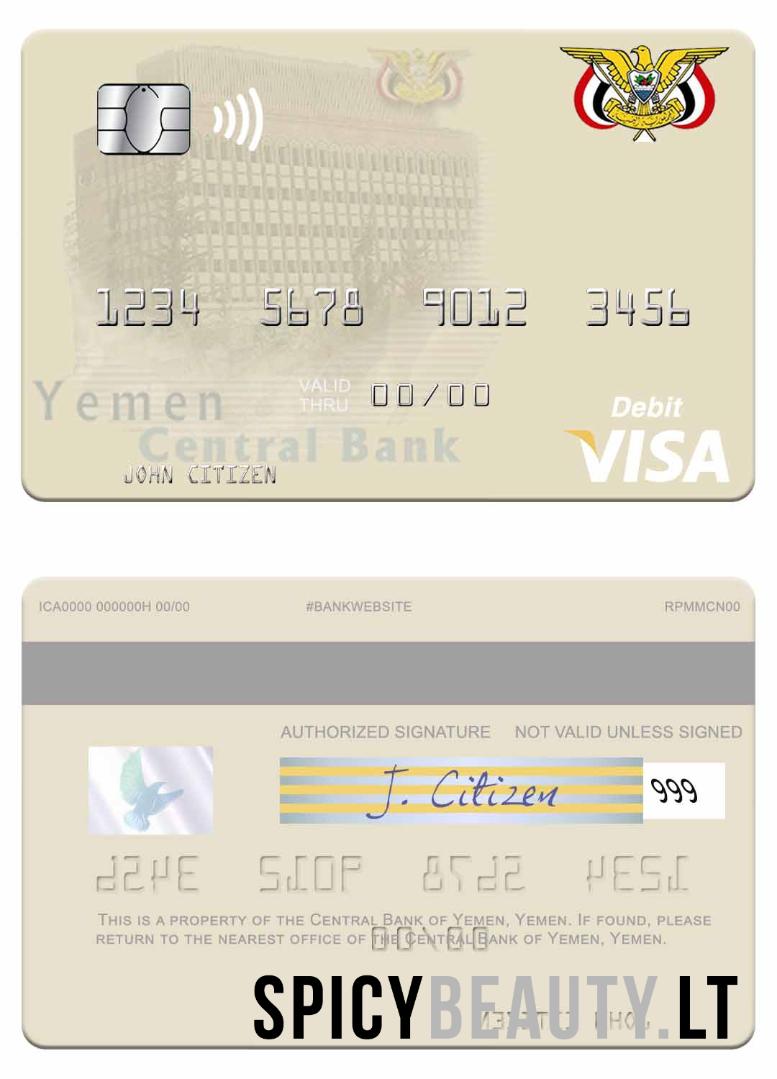 1234 5678 9012 3456
VALID
THRU
00/00
Yemen
Central Bank
JOHN CITIZEN
Debit
VISA
ICA0000 000000H 00/00 #BANKWEBSITE RPMMCN00
AUTHORIZED SIGNATURE NOT VALID UNLESS SIGNED
J. Citizen
999
THIS IS A PROPERTY OF THE CENTRAL BANK OF YEMEN, YEMEN. IF FOUND, PLEASE
RETURN TO THE NEAREST OFFICE OF THE CENTRAL BANK OF YEMEN, YEMEN.
SPICYBEAUTY.LT